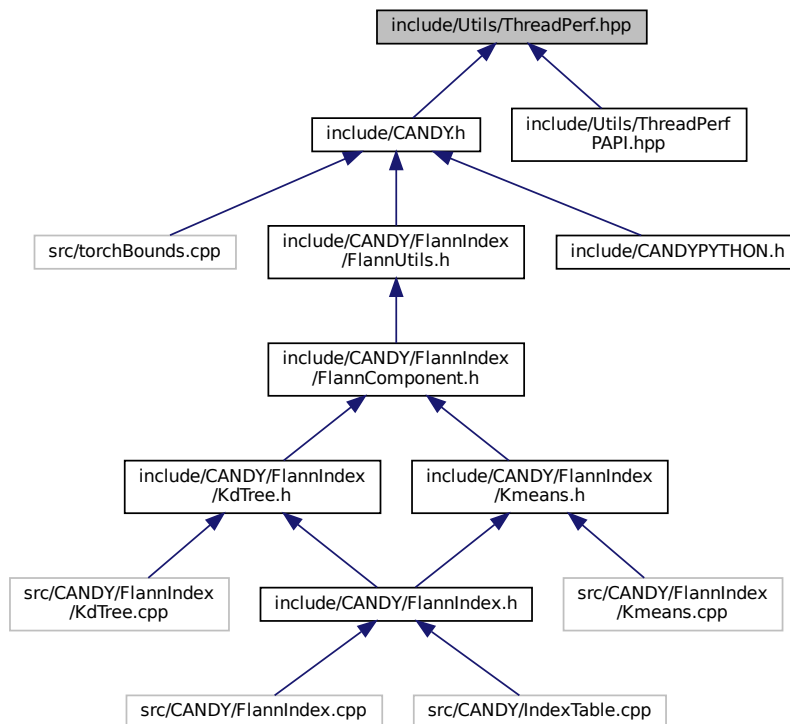 include/Utils/ThreadPerf.hpp
include/CANDY.h
include/Utils/ThreadPerf
PAPI.hpp
src/torchBounds.cpp
include/CANDY/FlannIndex
/FlannUtils.h
include/CANDYPYTHON.h
include/CANDY/FlannIndex
/FlannComponent.h
include/CANDY/FlannIndex
/KdTree.h
include/CANDY/FlannIndex
/Kmeans.h
src/CANDY/FlannIndex
/KdTree.cpp
include/CANDY/FlannIndex.h
src/CANDY/FlannIndex
/Kmeans.cpp
src/CANDY/FlannIndex.cpp
src/CANDY/IndexTable.cpp